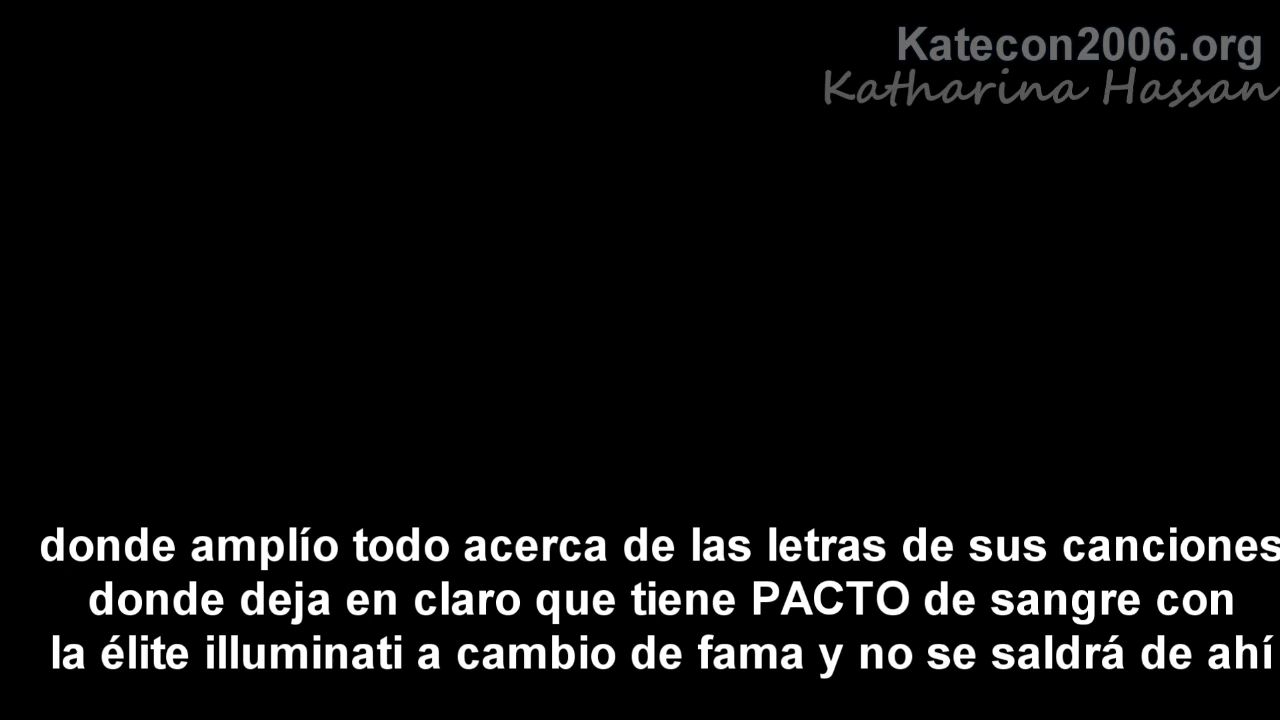 Katecon2006.org
Katharina Hassan
donde amplío todo acerca de las letras de sus canciones
donde deja en claro que tiene PACTO de sangre con
la élite illuminati a cambio de fama y no se saldrá de ahí